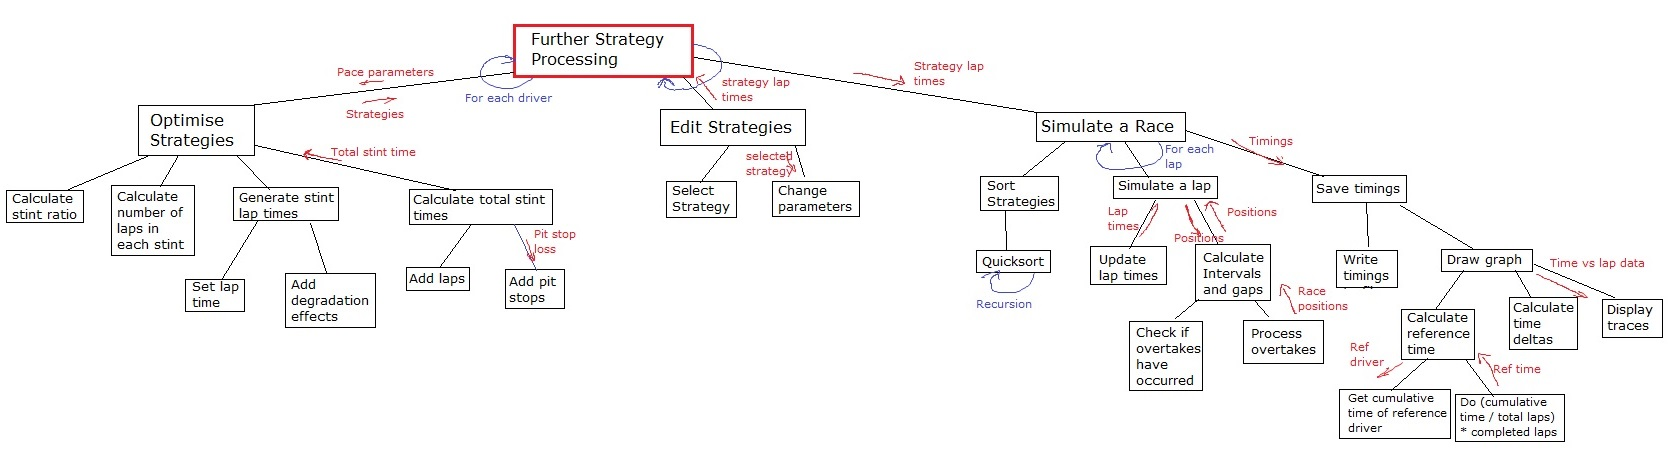 Further Strategy
Processing
Pace parameters
Strategies
For each driver
strategy lap
times
Strategy lap
times
Optimise
Strategies
Total stint time
Edit Strategies
selected
strategy
Simulate a Race
For each
lap
Timings
Calculate
stint ratio
Calculate
number of
laps in
each stint
Generate stint
lap times
Calculate total stint
times
Pit stop
loss
Set lap
time
Add
degradation
effects
Add laps
Add pit
stops
Select
Strategy
Change
parameters
Sort
Strategies
Quicksort
Recursion
Simulate a lap
Lap
times
Positions
Positions
Update
lap times
Calculate
Intervals
and gaps
Race
positions
Check if
overtakes
have
occurred
Process
overtakes
Save timings
Write
timings
Draw graph
Time vs lap data
Calculate
reference
time
Calculate
time
deltas
Display
traces
Ref
driver
Ref time
Get cumulative
time of reference
driver
Do (cumulative
time / total laps)
* completed laps